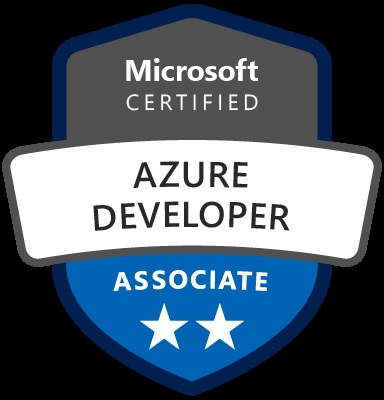 Microsoft
CERTIFIED
AZURE
DEVELOPER
ASSOCIATE